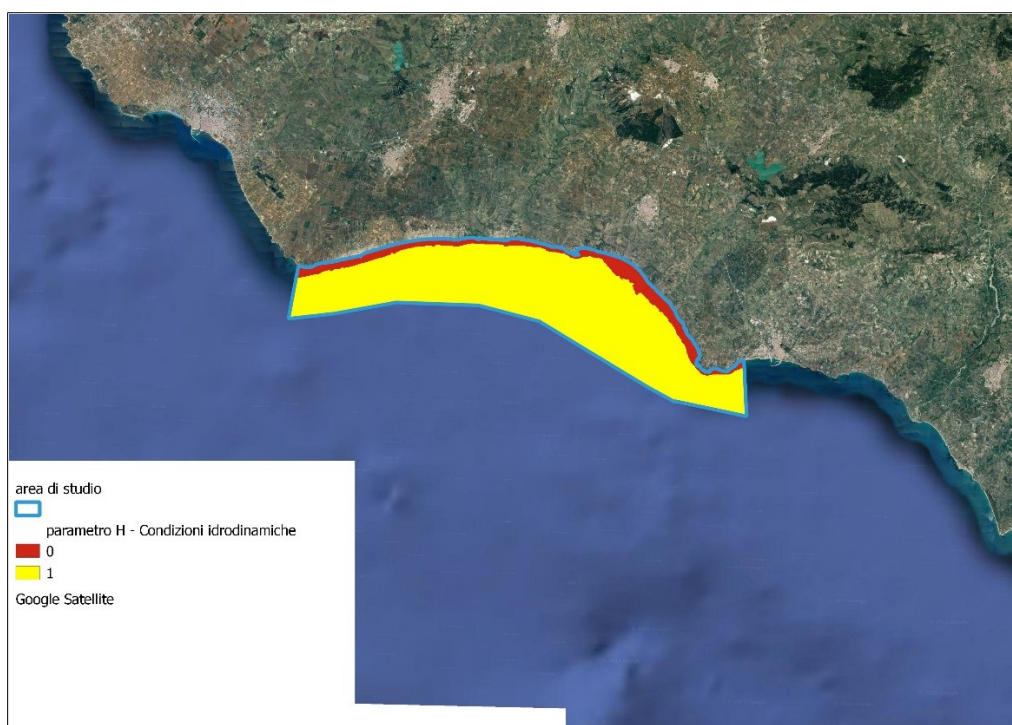 area di studio
parametro H - Condizioni idrodinamiche
0
1
Google Satellite